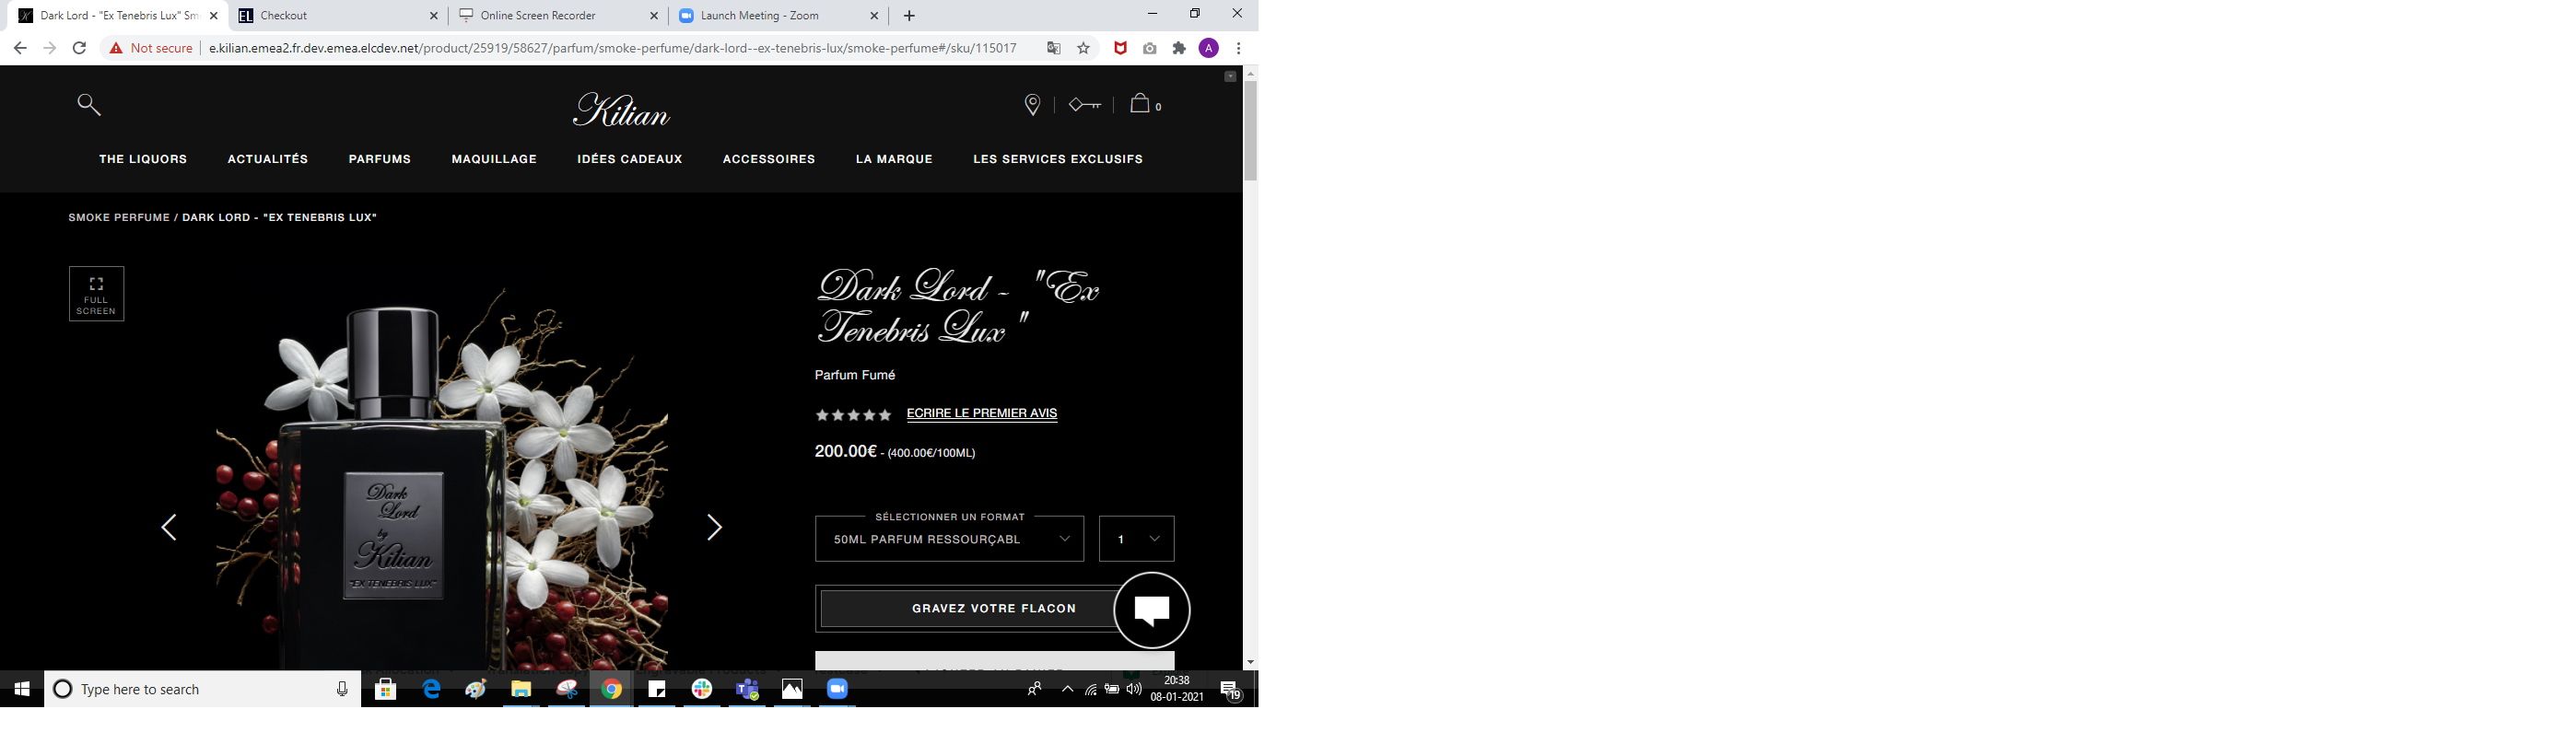 Dark Lord - "Ex Tenebris Lux" Sm
Checkout
Online Screen Recorder
Launch Meeting - Zoom
Not secure
e.kilian.emea2.fr.dev.emea.elcdev.net/product/25919/58627/parfum/smoke-perfume/dark-lord--ex-tenebris-lux/smoke-perfume#/sku/115017
A
Kilian
0
THE LIQUORS ACTUALITÉS PARFUMS MAQUILLAGE IDÉES CADEAUX ACCESSOIRES LA MARQUE LES SERVICES EXCLUSIFS
SMOKE PERFUME / DARK LORD - "EX TENEBRIS LUX"
FULL
SCREEN
Dark
Lord
by
Kilian
"EX TENEBRIS LUX"
Dark Lord - "Ex
Tenebris Lux"
Parfum Fumé
ECRIRE LE PREMIER AVIS
200.00€ - (400.00€/100ML)
SÉLECTIONNER UN FORMAT
50ML PARFUM RESSOURÇABL
1
GRAVEZ VOTRE FLACON
Type here to search
20:38
08-01-2021
19